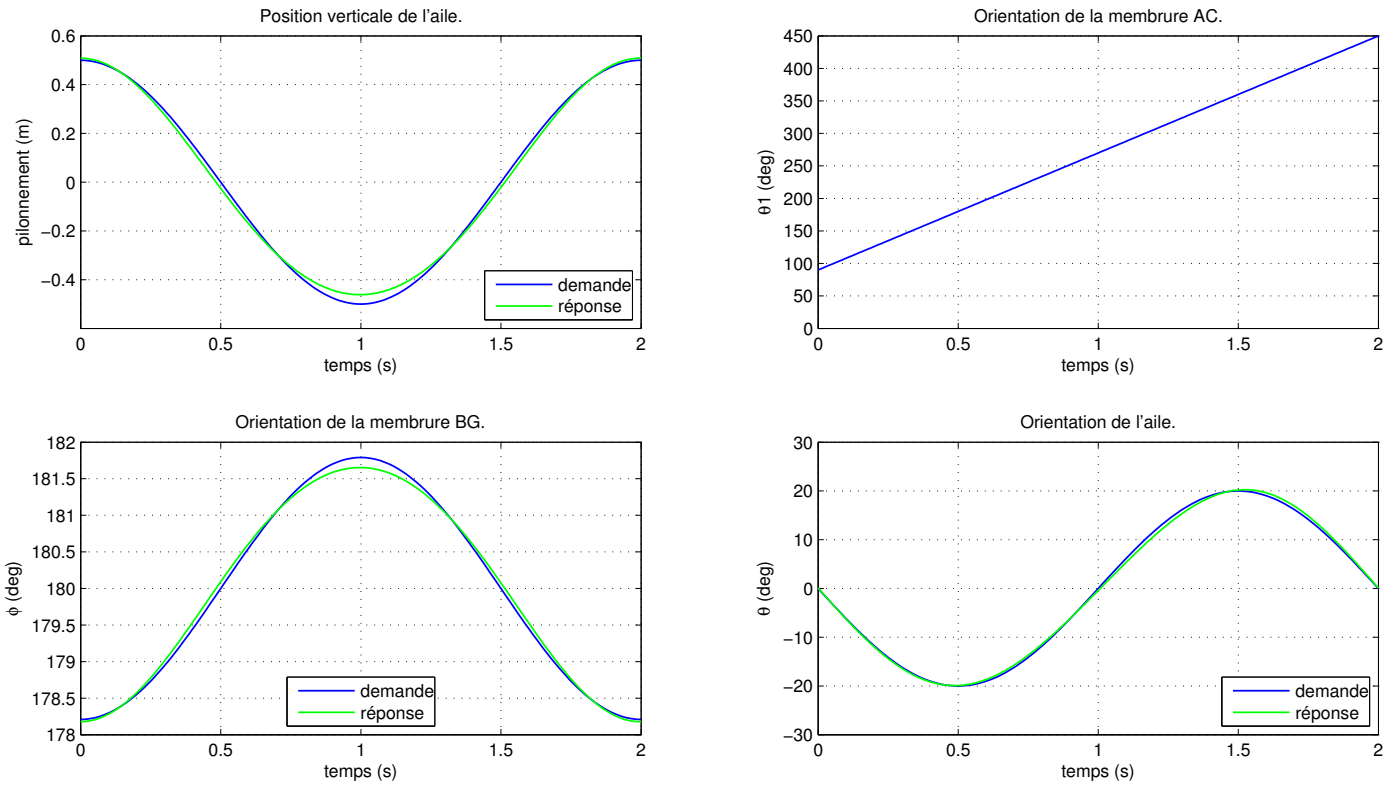 Position verticale de l'aile.
pilonnement (m)
0.6
0.4
0.2
0
−0.2
−0.4
0
0.5
1
1.5
2
temps (s)
demande
réponse
Orientation de la membrure AC.
θ1 (deg)
450
400
350
300
250
200
150
100
50
0
0
0.5
1
1.5
2
temps (s)
Orientation de la membrure BG.
ϕ (deg)
182
181.5
181
180.5
180
179.5
179
178.5
178
0
0.5
1
1.5
2
temps (s)
demande
réponse
Orientation de l'aile.
θ (deg)
30
20
10
0
−10
−20
−30
0
0.5
1
1.5
2
temps (s)
demande
réponse